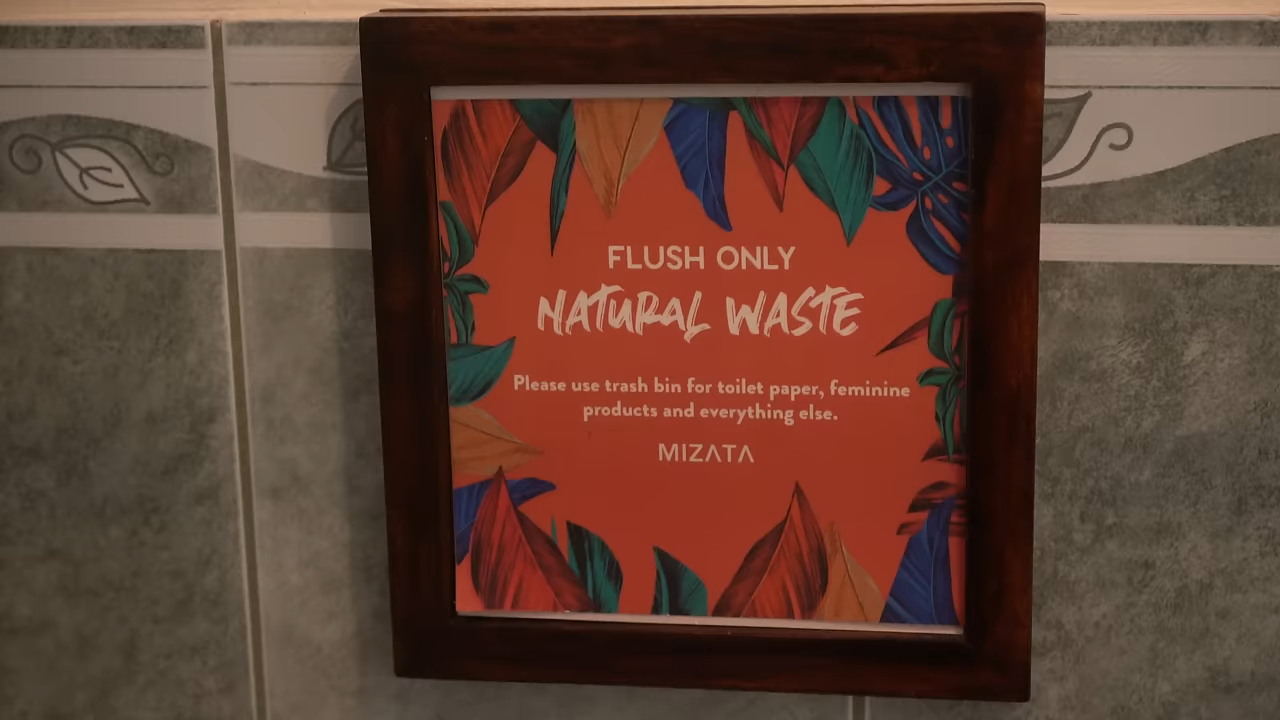 FLUSH ONLY
NATURAL WASTE
Please use trash bin for toilet paper, feminine
products and everything else.
MIZATA